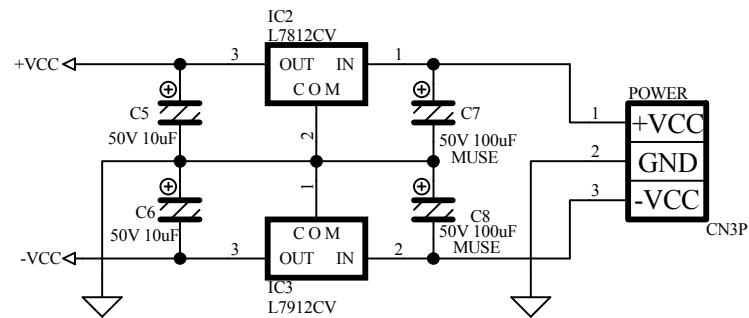 IC2
L7812CV
+VCC
3
OUT IN
COM
1
2
C5
50V 10uF
C7
50V 100uF
MUSE
POWER
1
+VCC
2
GND
3
-VCC
CN3P
C6
50V 10uF
C8
50V 100uF
MUSE
1
COM
OUT IN
-VCC
3
2
IC3
L7912CV